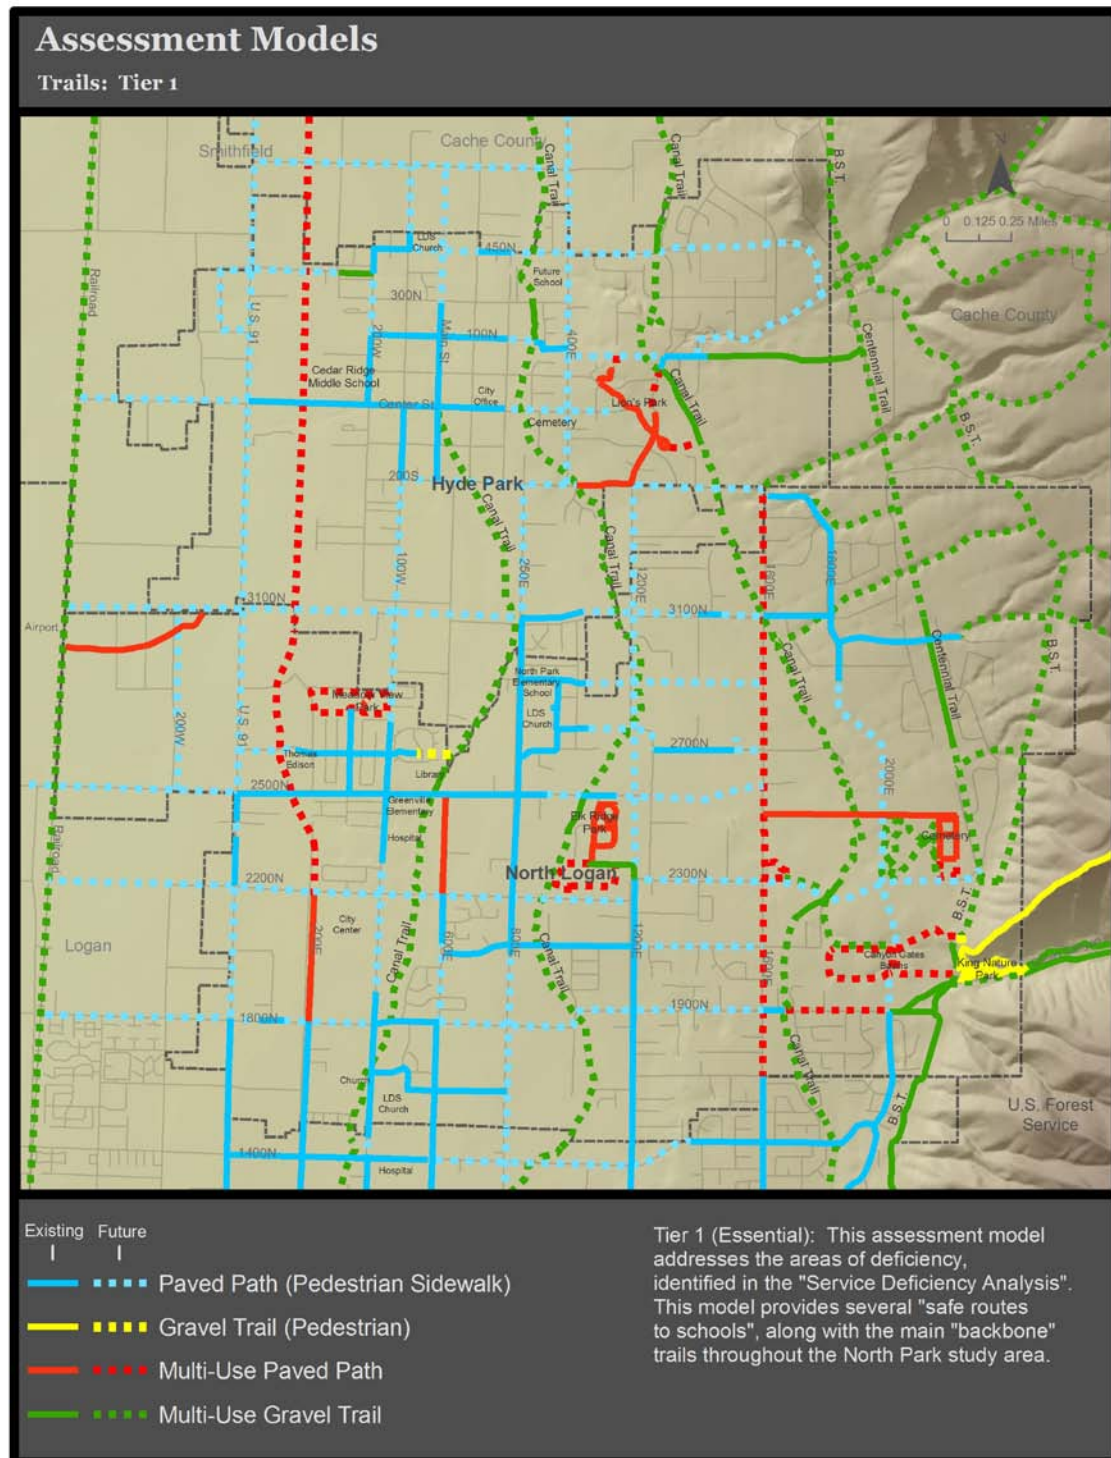 Assessment Models
Trails: Tier 1
Smithfield
Cache County
Canal Trail
Canal Trail
B.S.T.
N
0 0.125 0.25 Miles
LDS
Church
450N
Future
School
Railroad
U.S. 91
300N
200W
Main St
100N
400E
Cache County
Centennial Trail
Cedar Ridge
Middle School
Center St
City
Office
Cemetery
Lion's Park
Canal Trail
B.S.T.
200S
Hyde Park
Canal Trail
Canal Trail
100W
250E
1200E
1600E
1800E
3100N
3100N
Airport
North Park
Elementary
School
Canal Trail
Centennial Trail
B.S.T.
Meadow View
Park
LDS
Church
200W
U.S. 91
Thomas
Edison
2700N
Library
2000E
2500N
Greenville
Elementary
Elk Ridge
Park
Cemetery
Railroad
Hospital
2200N
North Logan
2300N
B.S.T.
Logan
City
Center
200E
Canal Trail
600E
800E
Canal Trail
1200E
1600E
Canyon Gates
Basins
King Nature
Park
1800N
1900N
Canal Trail
Church
LDS
Church
B.S.T.
U.S. Forest
Service
1400N
Hospital
Existing Future
Paved Path (Pedestrian Sidewalk)
Gravel Trail (Pedestrian)
Multi-Use Paved Path
Multi-Use Gravel Trail
Tier 1 (Essential): This assessment model
addresses the areas of deficiency,
identified in the "Service Deficiency Analysis".
This model provides several "safe routes
to schools", along with the main "backbone"
trails throughout the North Park study area.